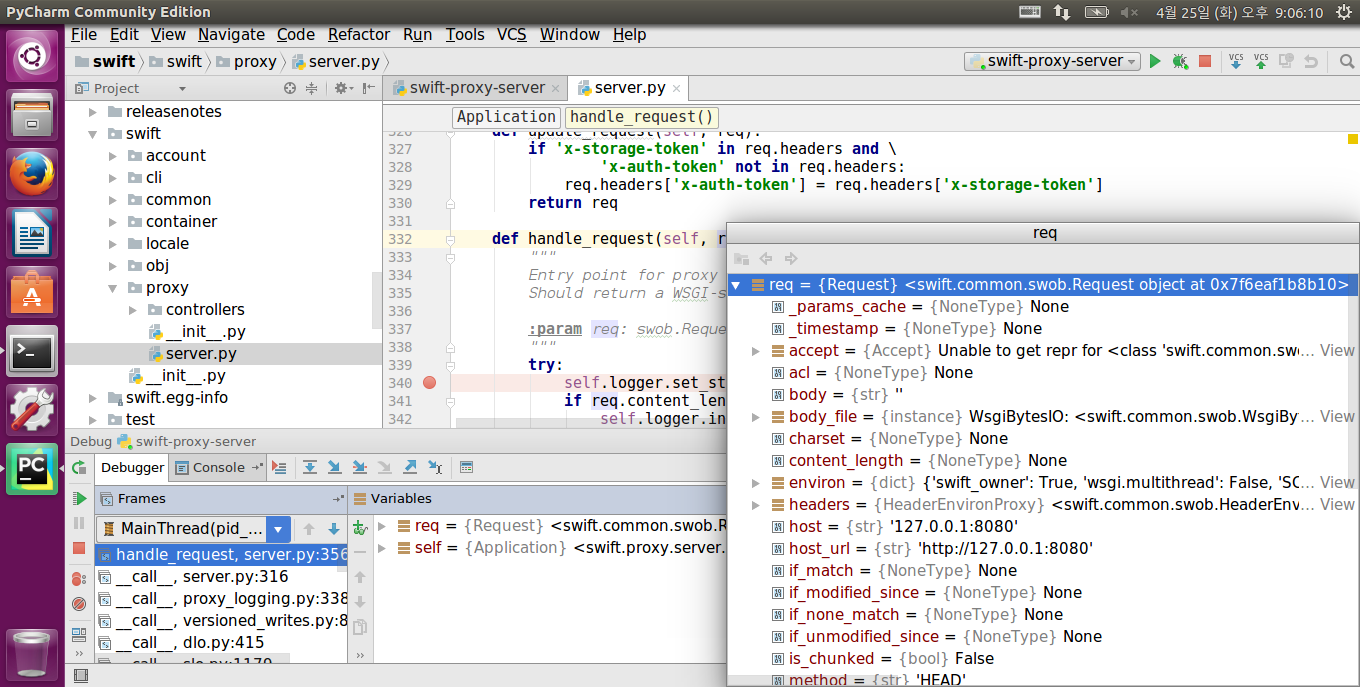 PyCharm Community Edition
4월 25일 (화) 오후 9:06:10
File Edit View Navigate Code Refactor Run Tools VCS Window Help
swift swift proxy server.py
swift-proxy-server
VCS VCS
Project
swift-proxy-server server.py
Application handle_request()
releasenotes
swift
account
cli
common
container
locale
obj
proxy
controllers
__init__.py
server.py
__init__.py
swift.egg-info
test
326 def update_request(self, req):
327 if 'x-storage-token' in req.headers and \
328 'x-auth-token' not in req.headers:
329 req.headers['x-auth-token'] = req.headers['x-storage-token']
330 return req
331
332 def handle_request(self, r
333 """
334 Entry point for proxy
335 Should return a WSGI-s
336
337 :param req: swob.Reque
338 """
339 try:
340 self.logger.set_st
341 if req.content_len
342 self.logger.in
req
req = {Request} <swift.common.swob.Request object at 0x7f6eaf1b8b10>
_params_cache = {NoneType} None
_timestamp = {NoneType} None
accept = {Accept} Unable to get repr for <class 'swift.common.swo… View
acl = {NoneType} None
body = {str} ''
body_file = {instance} WsgiBytesIO: <swift.common.swob.WsgiBy… View
charset = {NoneType} None
content_length = {NoneType} None
environ = {dict} {'swift_owner': True, 'wsgi.multithread': False, 'SC… View
headers = {HeaderEnvironProxy} <swift.common.swob.HeaderEnv… View
host = {str} '127.0.0.1:8080'
host_url = {str} 'http://127.0.0.1:8080'
if_match = {NoneType} None
if_modified_since = {NoneType} None
if_none_match = {NoneType} None
if_unmodified_since = {NoneType} None
is_chunked = {bool} False
method = {str} 'HEAD'
Debug swift-proxy-server
Debugger Console
Frames
MainThread(pid_...
handle_request, server.py:356
__call__, server.py:316
__call__, proxy_logging.py:338
__call__, versioned_writes.py:8
__call__, dlo.py:415
__call__, slo.py:1179
Variables
req = {Request} <swift.common.swob.R
self = {Application} <swift.proxy.server.
PC